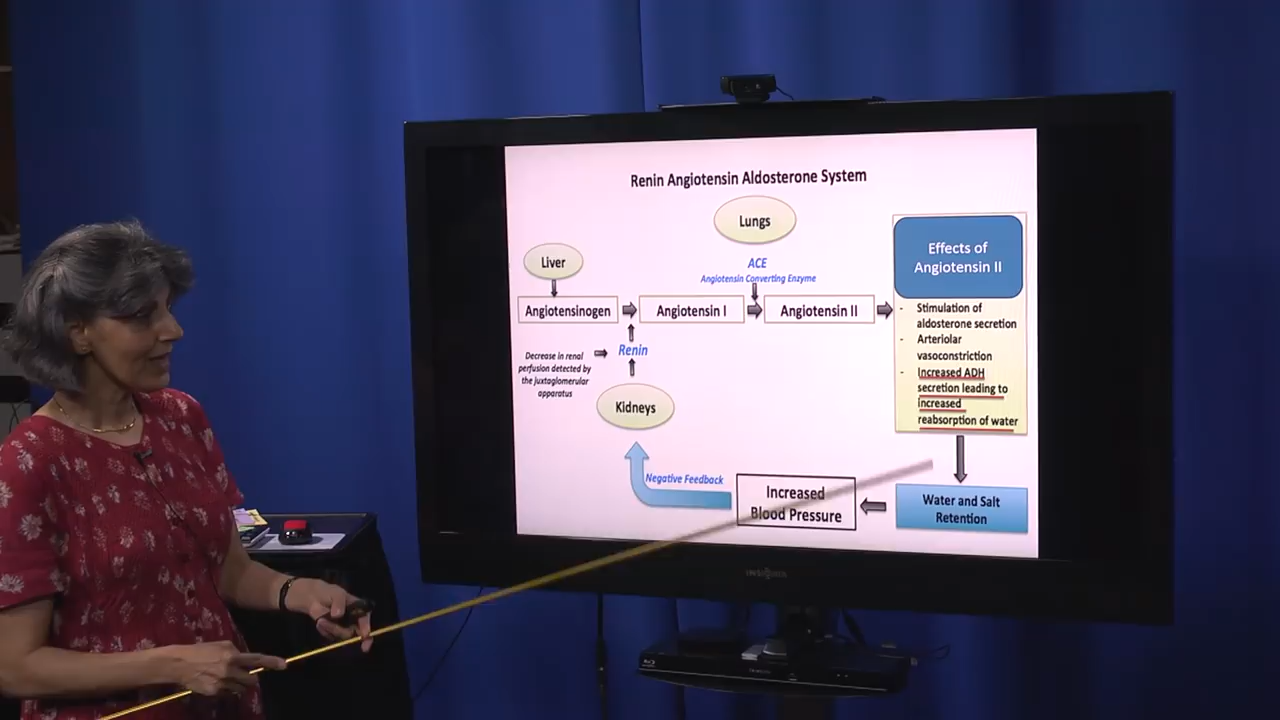 Renin Angiotensin Aldosterone System
Lungs
Liver
ACE
Angiotensin Converting Enzyme
Angiotensinogen
Angiotensin I
Angiotensin II
Decrease in renal
perfusion detected by
the juxtaglomerular
apparatus
Renin
Kidneys
Effects of
Angiotensin II
- Stimulation of
aldosterone secretion
- Arteriolar
vasoconstriction
- Increased ADH
secretion leading to
increased
reabsorption of water
Water and Salt
Retention
Increased
Blood Pressure
Negative Feedback
INSIGNIA